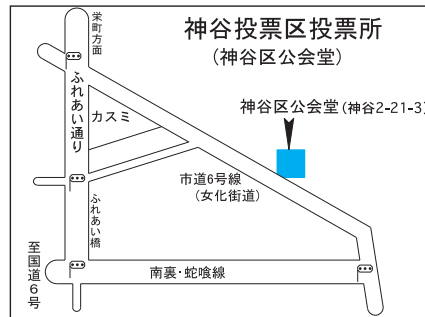 神谷投票区投票所
(神谷区公会堂)
栄町方面
ふれあい通り
カスミ
神谷区公会堂(神谷2-21-3)
市道6号線
(女化街道)
ふれあい橋
至国道6号
南裏・蛇喰線